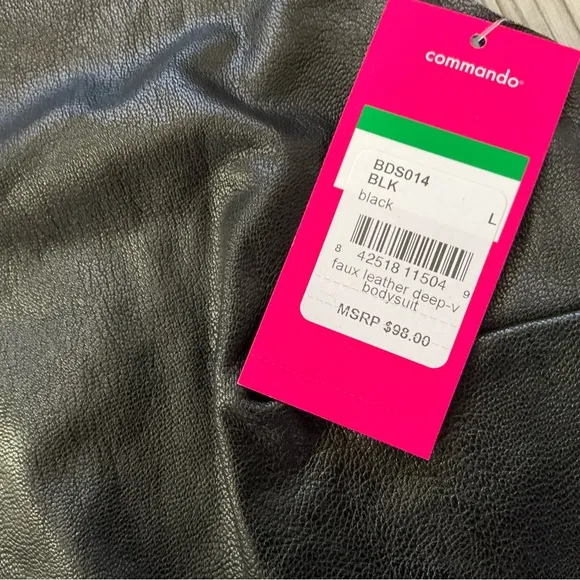 commando®
BDS014
BLK
black L
8 42518 11504 9
faux leather deep-v
bodysuit
MSRP $98.00